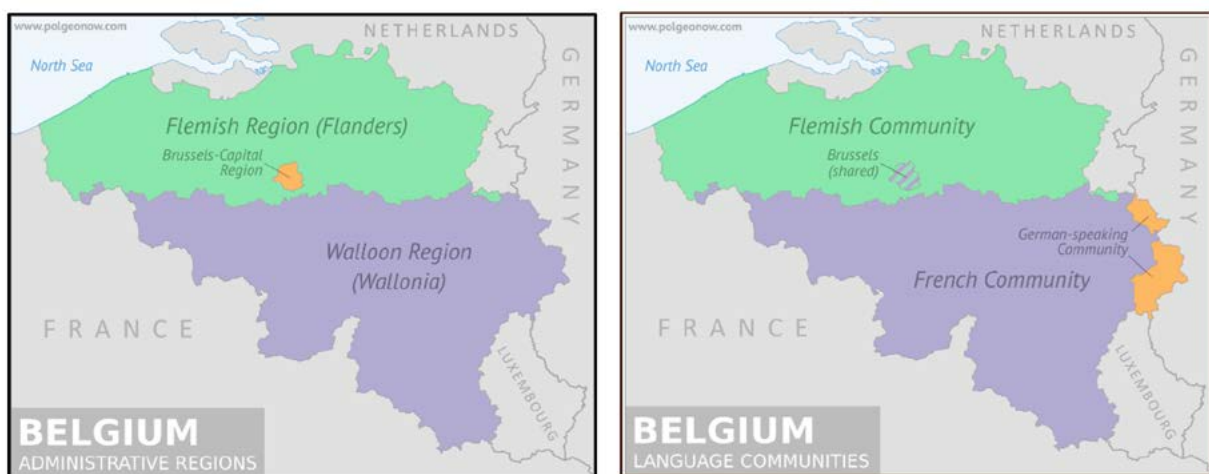 www.polgeonow.com
NETHERLANDS
GERMANY
North Sea
Flemish Region (Flanders)
Brussels-Capital
Region
Walloon Region
(Wallonia)
FRANCE
LUXEMBOURG
BELGIUM
ADMINISTRATIVE REGIONS
www.polgeonow.com
NETHERLANDS
GERMANY
North Sea
Flemish Community
Brussels
(shared)
German-speaking
Community
French Community
FRANCE
LUXEMBOURG
BELGIUM
LANGUAGE COMMUNITIES